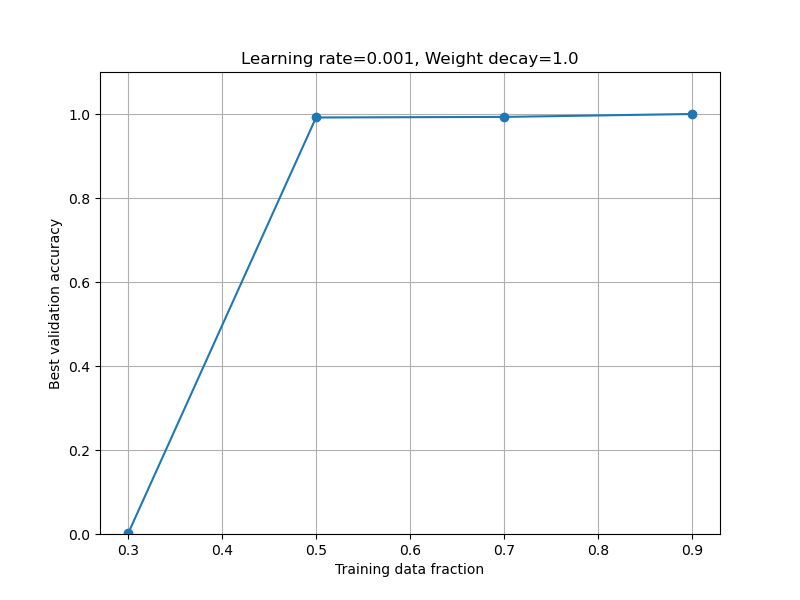 Learning rate=0.001, Weight decay=1.0
Best validation accuracy
1.0
0.8
0.6
0.4
0.2
0.0
0.3 0.4 0.5 0.6 0.7 0.8 0.9
Training data fraction